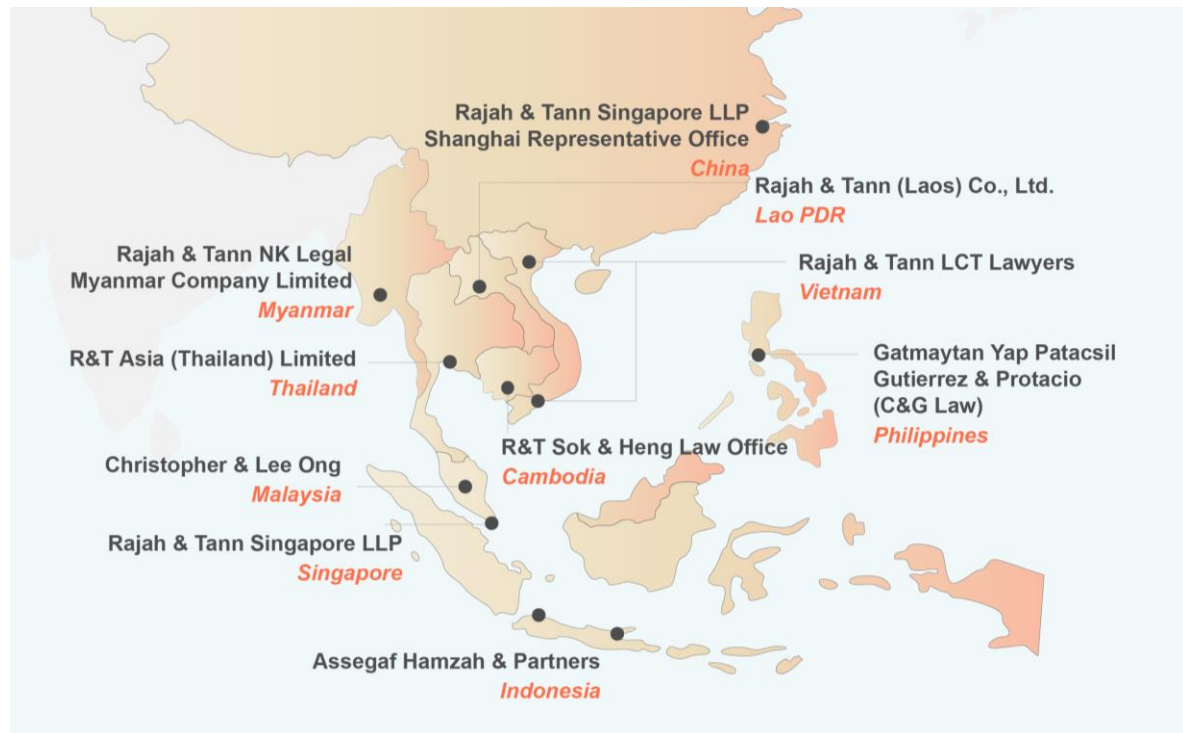 Rajah & Tann Singapore LLP
Shanghai Representative Office
China
Rajah & Tann (Laos) Co., Ltd.
Lao PDR
Rajah & Tann NK Legal
Myanmar Company Limited
Myanmar
Rajah & Tann LCT Lawyers
Vietnam
R&T Asia (Thailand) Limited
Thailand
Gatmaytan Yap Patacsil
Gutierrez & Protacio
(C&G Law)
Philippines
R&T Sok & Heng Law Office
Cambodia
Christopher & Lee Ong
Malaysia
Rajah & Tann Singapore LLP
Singapore
Assegaf Hamzah & Partners
Indonesia